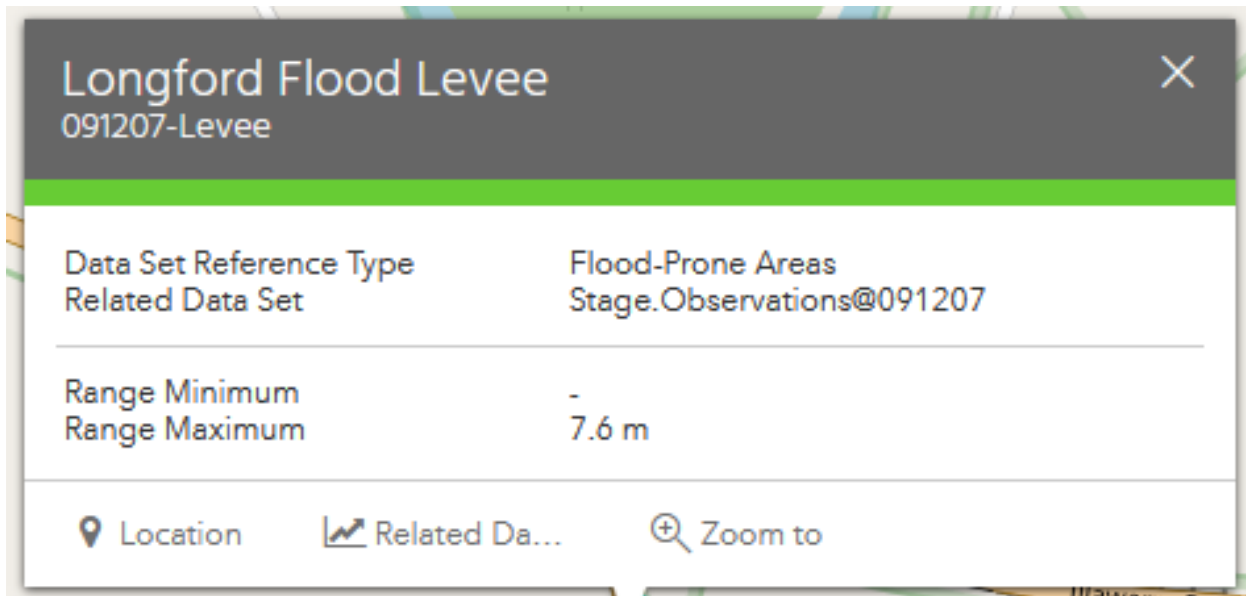 Longford Flood Levee
091207-Levee
Data Set Reference Type Flood-Prone Areas
Related Data Set Stage.Observations@091207
Range Minimum -
Range Maximum 7.6 m
Location Related Da... Zoom to